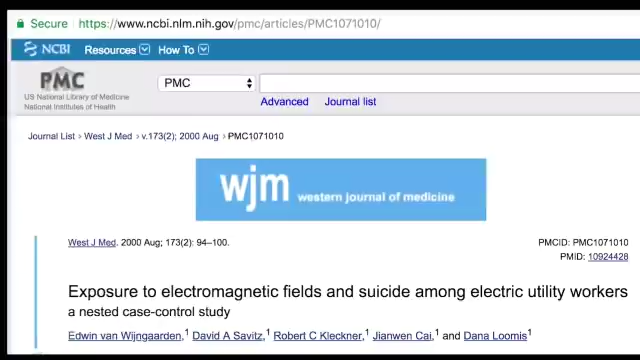 Secure https://www.ncbi.nlm.nih.gov/pmc/articles/PMC1071010/
NCBI Resources How To
PMC
US National Library of Medicine
National Institutes of Health
PMC
Advanced Journal list
Journal List > West J Med > v.173(2); 2000 Aug > PMC1071010
wjm western journal of medicine
West J Med. 2000 Aug; 173(2): 94–100.
PMCID: PMC1071010
PMID: 10924428
Exposure to electromagnetic fields and suicide among electric utility workers
a nested case-control study
Edwin van Wijngaarden,1 David A Savitz,1 Robert C Kleckner,1 Jianwen Cai,1 and Dana Loomis1